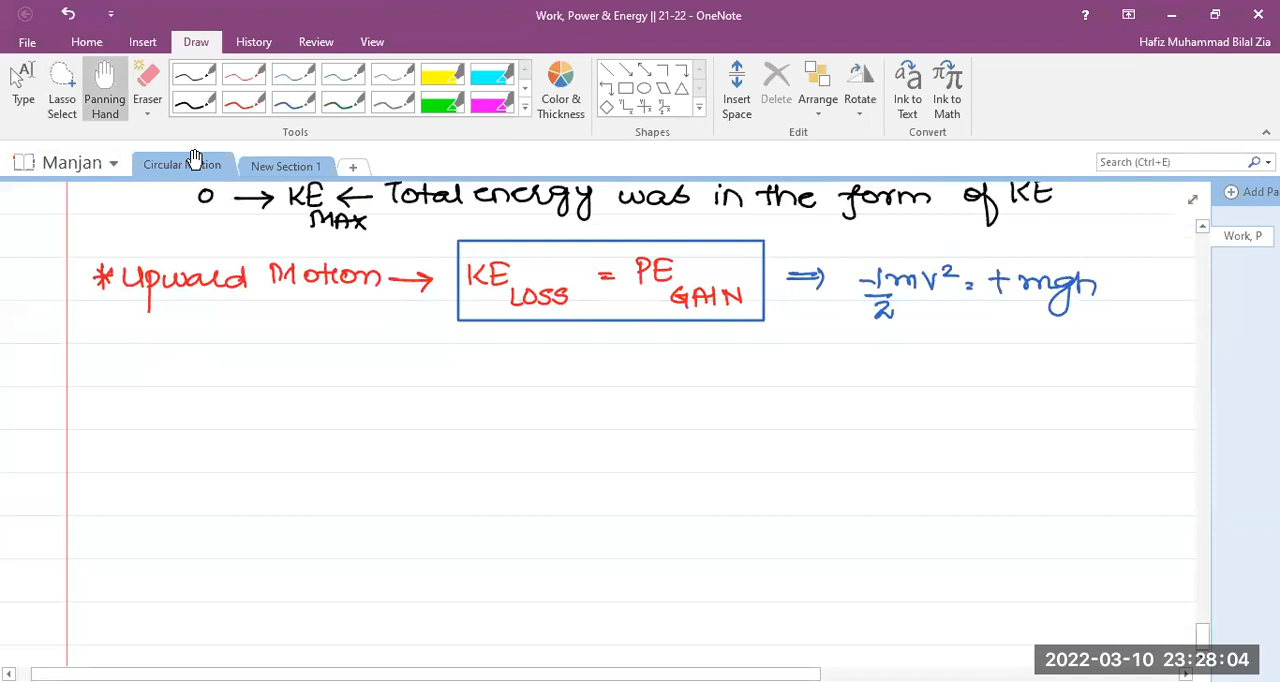 Work, Power & Energy || 21-22 - OneNote
File Home Insert Draw History Review View Hafiz Muhammad Bilal Zia
Type Lasso Select Panning Hand Eraser Color & Thickness Insert Space Delete Arrange Rotate Ink to Text Ink to Math
Tools Shapes Edit Convert
Manjan Circular Motion New Section 1 Search (Ctrl+E)
Add Pa
Work, P
0 → KE MAX ← Total energy was in the form of KE
* Upward Motion → KE LOSS = PE GAIN ⇒ -1/2 mv² = + mgh
2022-03-10 23:28:04